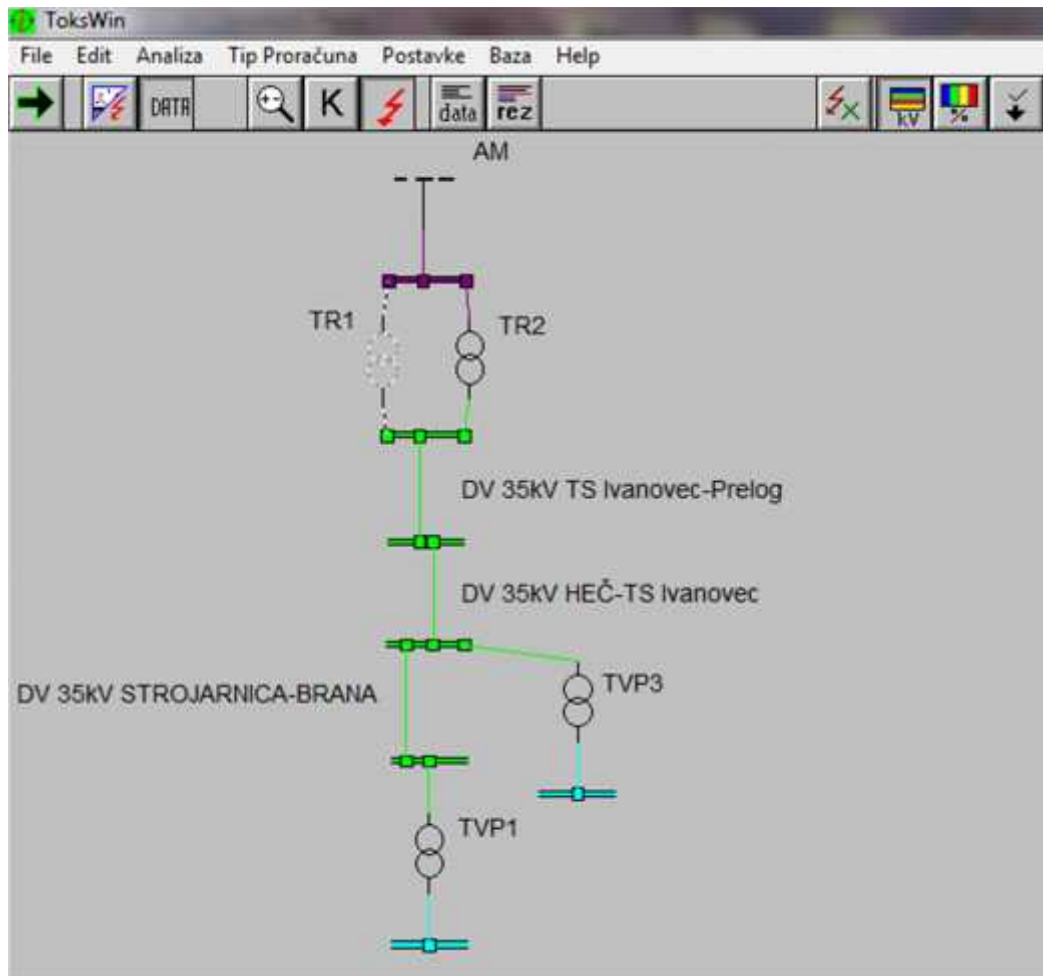 ToksWin
File Edit Analiza Tip Proračuna Postavke Baza Help
DATA K data rez kV %
AM
TR1
TR2
DV 35kV TS Ivanovec-Prelog
DV 35kV HEČ-TS Ivanovec
TVP3
DV 35kV STROJARNICA-BRANA
TVP1